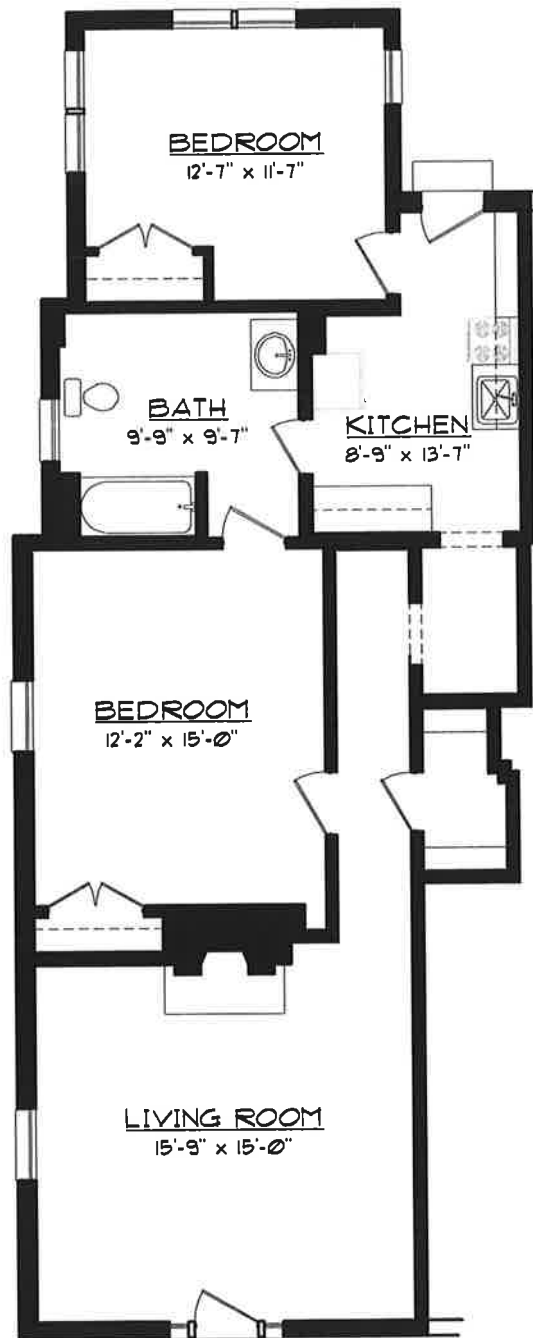 BEDROOM
12'-7" x 11'-7"
BATH
9'-9" x 9'-7"
KITCHEN
8'-9" x 13'-7"
BEDROOM
12'-2" x 15'-0"
LIVING ROOM
15'-9" x 15'-0"